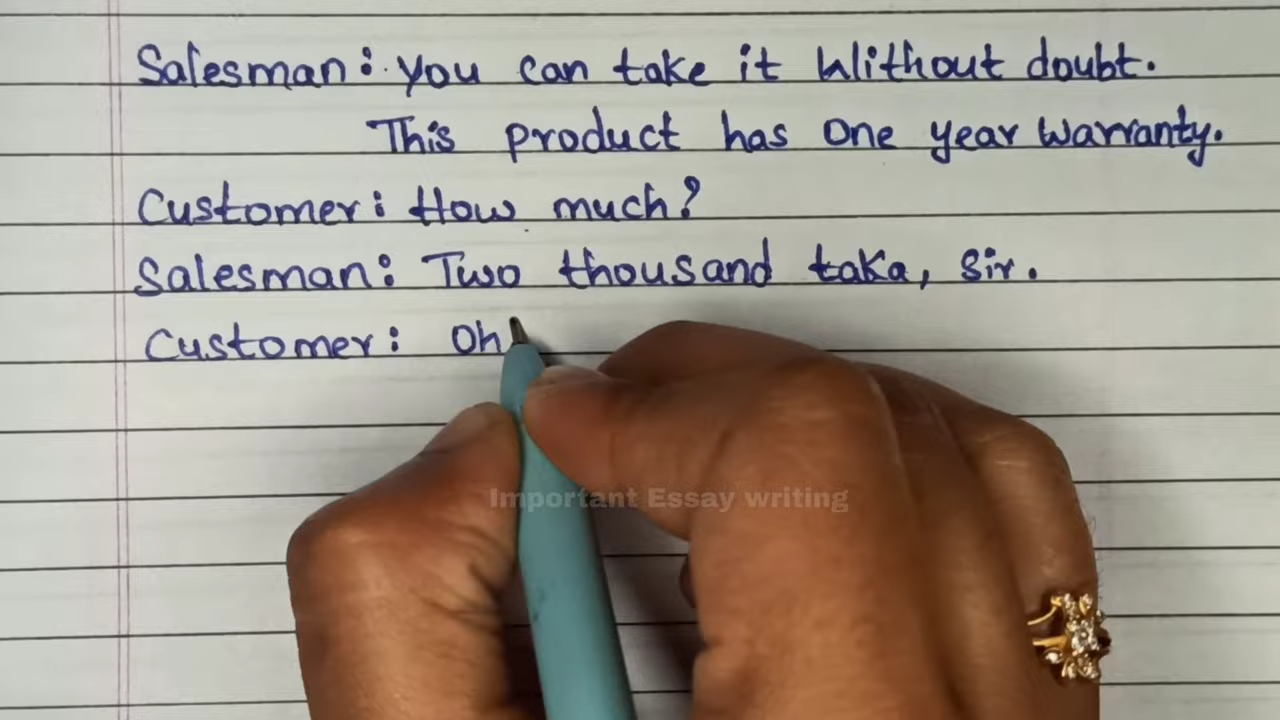 Salesman: You can take it Without doubt.
This product has one year Warranty.
Customer: How much?
Salesman: Two thousand taka, Sir.
Customer: Oh
Important Essay writing